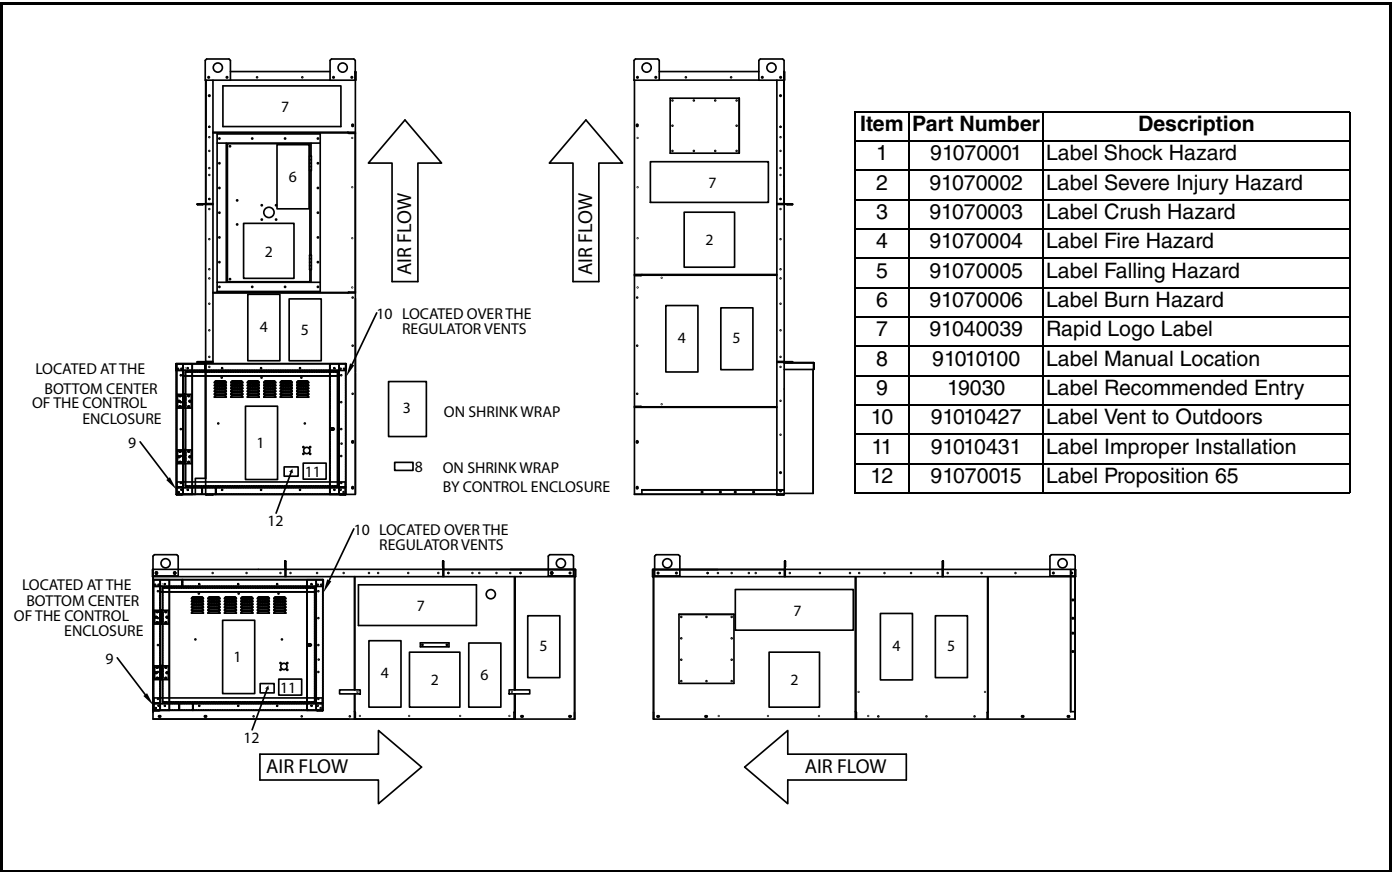 7
6
2
4
5
1
11
12
AIR FLOW
10 LOCATED OVER THE
REGULATOR VENTS
LOCATED AT THE
BOTTOM CENTER
OF THE CONTROL
ENCLOSURE
9
3 ON SHRINK WRAP
8 ON SHRINK WRAP
BY CONTROL ENCLOSURE
AIR FLOW
7
2
4
5
Item Part Number Description
1 91070001 Label Shock Hazard
2 91070002 Label Severe Injury Hazard
3 91070003 Label Crush Hazard
4 91070004 Label Fire Hazard
5 91070005 Label Falling Hazard
6 91070006 Label Burn Hazard
7 91040039 Rapid Logo Label
8 91010100 Label Manual Location
9 19030 Label Recommended Entry
10 91010427 Label Vent to Outdoors
11 91010431 Label Improper Installation
12 91070015 Label Proposition 65
10 LOCATED OVER THE
REGULATOR VENTS
LOCATED AT THE
BOTTOM CENTER
OF THE CONTROL
ENCLOSURE
9
1
11
12
7
4
2
6
5
AIR FLOW
7
2
4
5
AIR FLOW